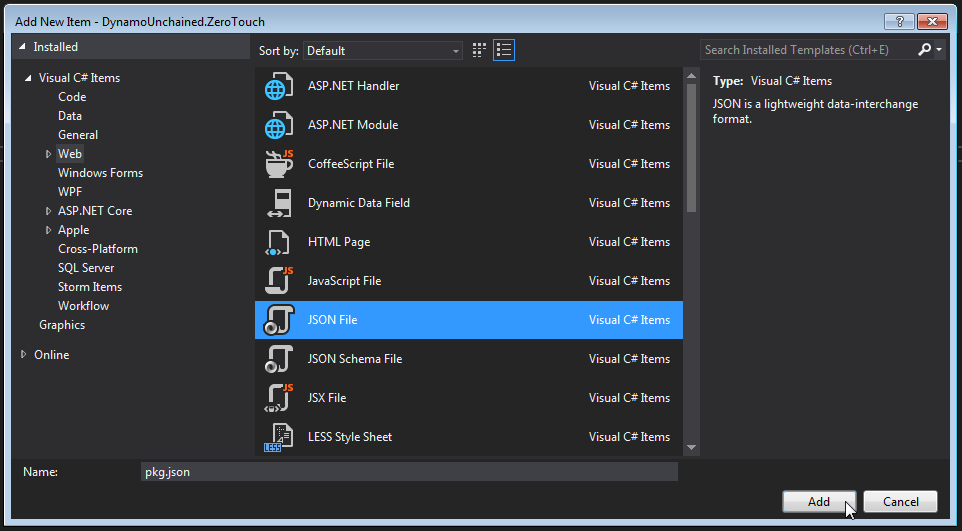 Add New Item - DynamoUnchained.ZeroTouch
?
Installed
Sort by: Default
Search Installed Templates (Ctrl+E)
Visual C# Items
Code
Data
General
Web
Windows Forms
WPF
ASP.NET Core
Apple
Cross-Platform
SQL Server
Storm Items
Workflow
Graphics
Online
ASP.NET Handler Visual C# Items
ASP.NET Module Visual C# Items
JS CoffeeScript File Visual C# Items
Dynamic Data Field Visual C# Items
HTML Page Visual C# Items
JS JavaScript File Visual C# Items
JSON File Visual C# Items
JSON Schema File Visual C# Items
JS JSX File Visual C# Items
LESS LESS Style Sheet Visual C# Items
Type: Visual C# Items
JSON is a lightweight data-interchange
format.
Name: pkg.json
Add Cancel